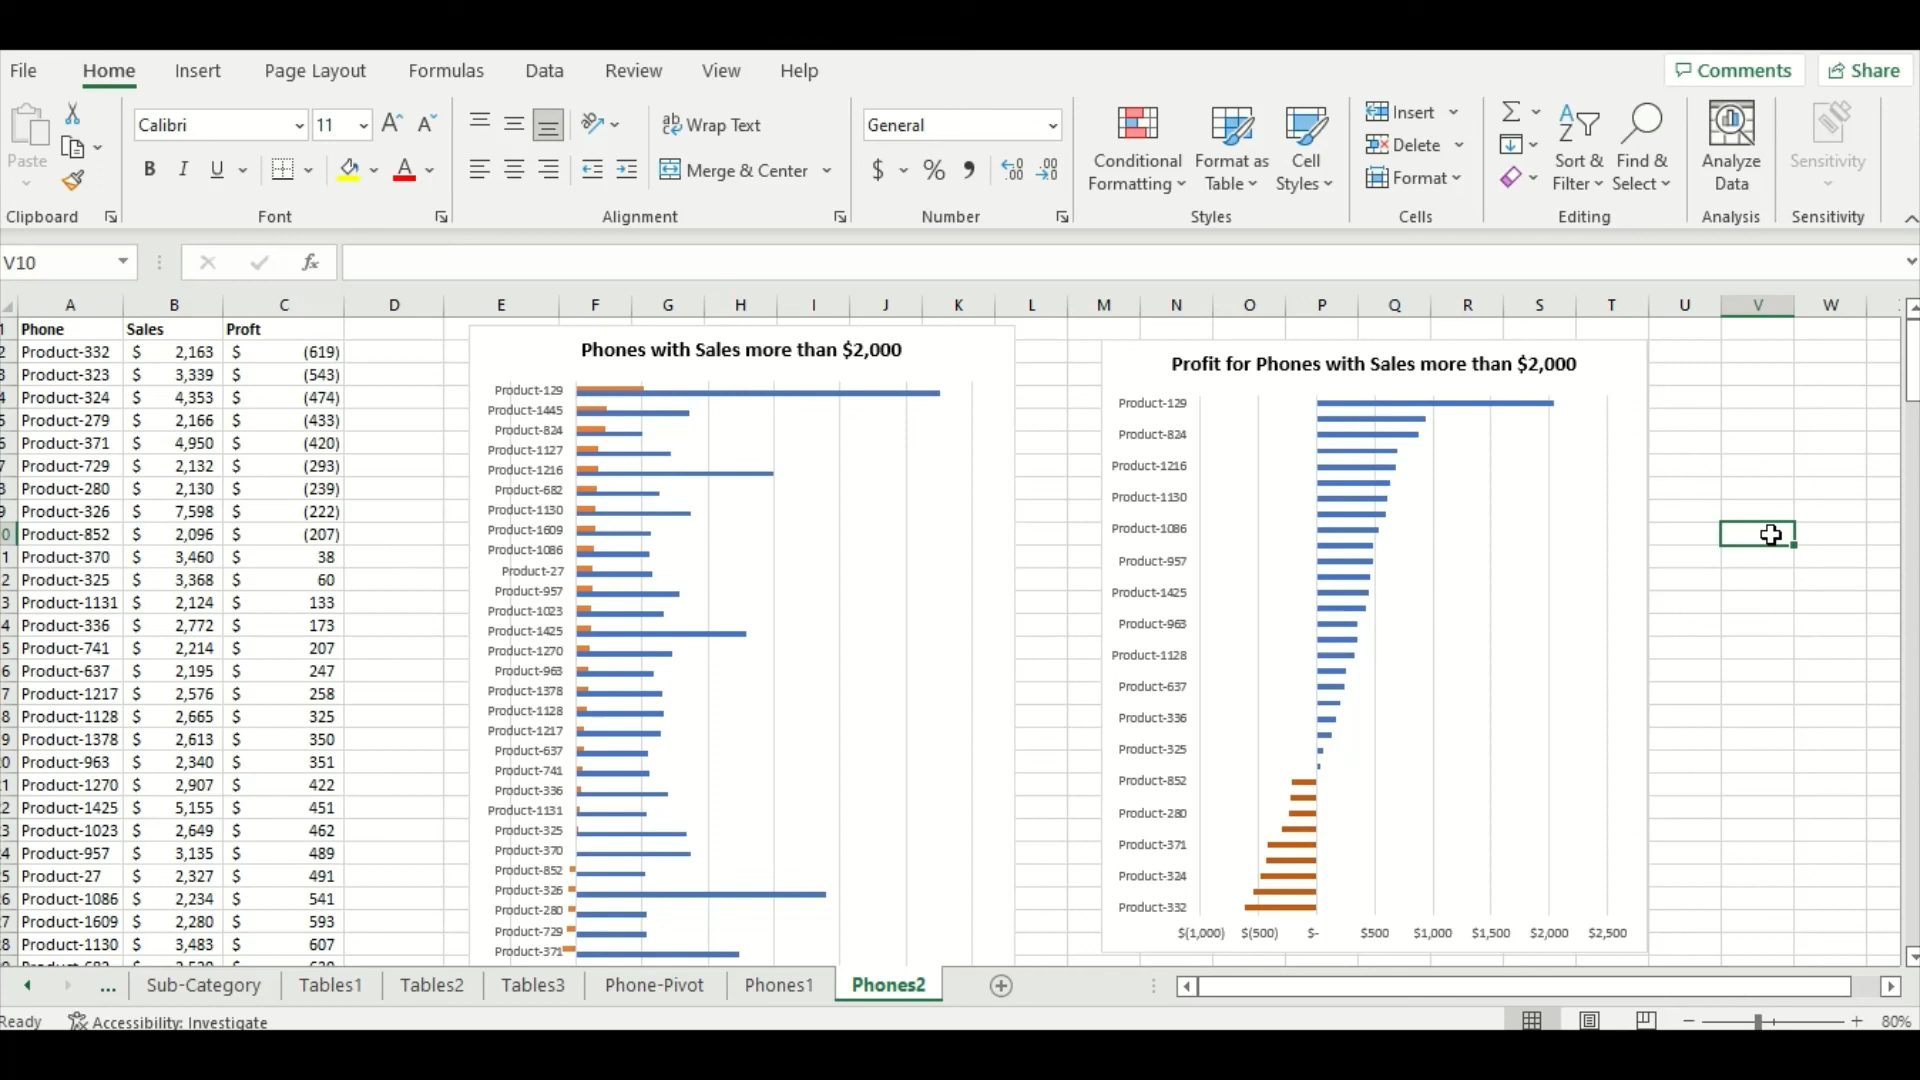 File Home Insert Page Layout Formulas Data Review View Help Comments Share
Calibri 11 Wrap Text General Insert
Paste Conditional Format as Cell Delete Sort & Find & Analyze Sensitivity
B I U Merge & Center $ % Formatting Table Styles Format Filter Select Data
Clipboard Font Alignment Number Styles Cells Editing Analysis Sensitivity
V10 fx
A B C D E F G H I J K L M N O P Q R S T U V W
Phone Sales Proft
Product-332 $ 2,163 $ (619)
Product-323 $ 3,339 $ (543)
Product-324 $ 4,353 $ (474)
Product-279 $ 2,166 $ (433)
Product-371 $ 4,950 $ (420)
Product-729 $ 2,132 $ (293)
Product-280 $ 2,130 $ (239)
Product-326 $ 7,598 $ (222)
Product-852 $ 2,096 $ (207)
Product-370 $ 3,460 $ 38
Product-325 $ 3,368 $ 60
Product-1131 $ 2,124 $ 133
Product-336 $ 2,772 $ 173
Product-741 $ 2,214 $ 207
Product-637 $ 2,195 $ 247
Product-1217 $ 2,576 $ 258
Product-1128 $ 2,665 $ 325
Product-1378 $ 2,613 $ 350
Product-963 $ 2,340 $ 351
Product-1270 $ 2,907 $ 422
Product-1425 $ 5,155 $ 451
Product-1023 $ 2,649 $ 462
Product-957 $ 3,135 $ 489
Product-27 $ 2,327 $ 491
Product-1086 $ 2,234 $ 541
Product-1609 $ 2,280 $ 593
Product-1130 $ 3,483 $ 607
Phones with Sales more than $2,000
Product-129
Product-1445
Product-824
Product-1127
Product-1216
Product-682
Product-1130
Product-1609
Product-1086
Product-27
Product-957
Product-1023
Product-1425
Product-1270
Product-963
Product-1378
Product-1128
Product-1217
Product-637
Product-741
Product-336
Product-1131
Product-325
Product-370
Product-852
Product-326
Product-280
Product-729
Product-371
Profit for Phones with Sales more than $2,000
Product-129
Product-824
Product-1216
Product-1130
Product-1086
Product-957
Product-1425
Product-963
Product-1128
Product-637
Product-336
Product-325
Product-852
Product-280
Product-371
Product-324
Product-332
$(1,000) $(500) $- $500 $1,000 $1,500 $2,000 $2,500
... Sub-Category Tables1 Tables2 Tables3 Phone-Pivot Phones1 Phones2
Ready Accessibility: Investigate 80%